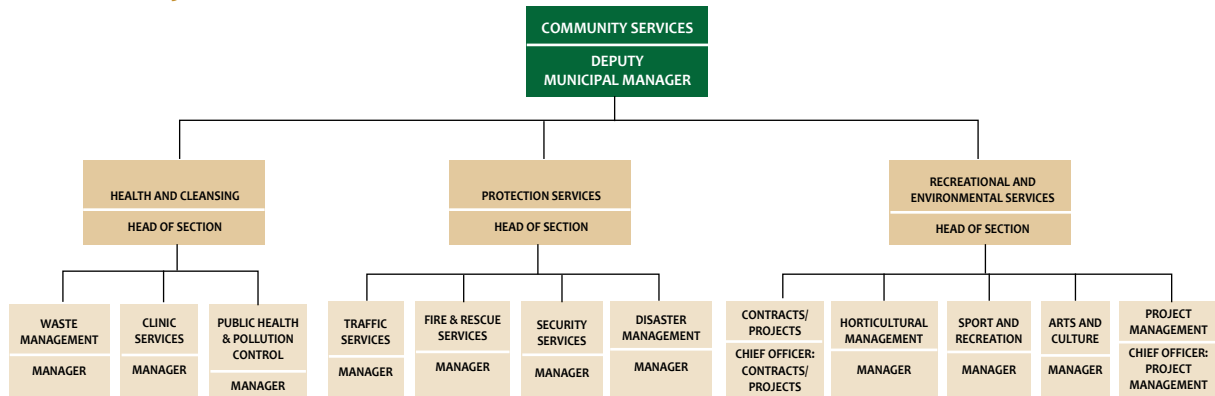 COMMUNITY SERVICES
DEPUTY
MUNICIPAL MANAGER
HEALTH AND CLEANSING
HEAD OF SECTION
PROTECTION SERVICES
HEAD OF SECTION
RECREATIONAL AND
ENVIRONMENTAL SERVICES
HEAD OF SECTION
WASTE
MANAGEMENT
MANAGER
CLINIC
SERVICES
MANAGER
PUBLIC HEALTH
& POLLUTION
CONTROL
MANAGER
TRAFFIC
SERVICES
MANAGER
FIRE & RESCUE
SERVICES
MANAGER
SECURITY
SERVICES
MANAGER
DISASTER
MANAGEMENT
MANAGER
CONTRACTS/
PROJECTS
CHIEF OFFICER:
CONTRACTS/
PROJECTS
HORTICULTURAL
MANAGEMENT
MANAGER
SPORT AND
RECREATION
MANAGER
ARTS AND
CULTURE
MANAGER
PROJECT
MANAGEMENT
CHIEF OFFICER:
PROJECT
MANAGEMENT